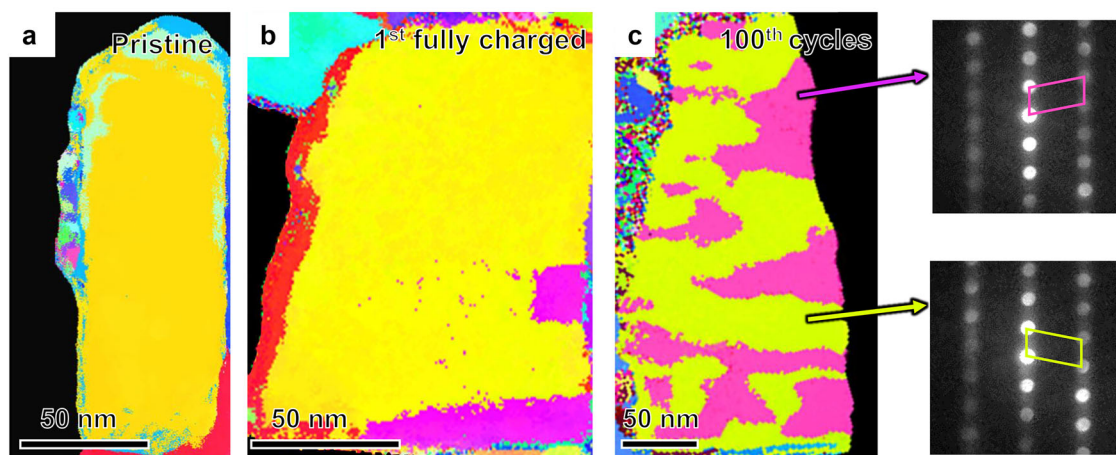 a
Pristine
50 nm
b
1st fully charged
50 nm
c
100th cycles
50 nm